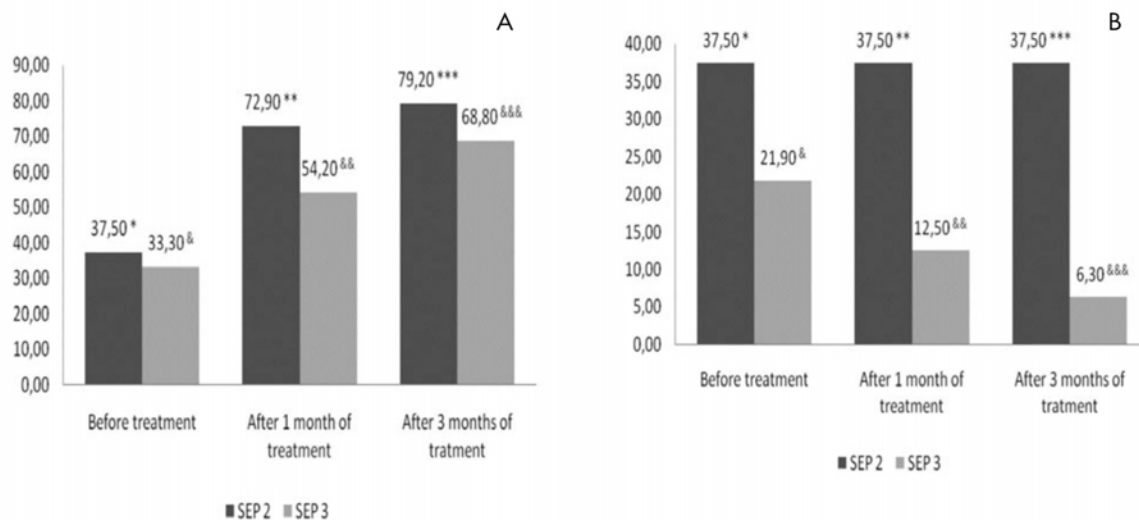 A
90,00
80,00
70,00
60,00
50,00
40,00
30,00
20,00
10,00
0,00
37,50 *
33,30 &
72,90 **
54,20 &&
79,20 ***
68,80 &&&
Before treatment
After 1 month of
treatment
After 3 months of
tratment
SEP 2
SEP 3
B
40,00
35,00
30,00
25,00
20,00
15,00
10,00
5,00
0,00
37,50 *
21,90 &
37,50 **
12,50 &&
37,50 ***
6,30 &&&
Before treatment
After 1 month of
treatment
After 3 months of
tratment
SEP 2
SEP 3